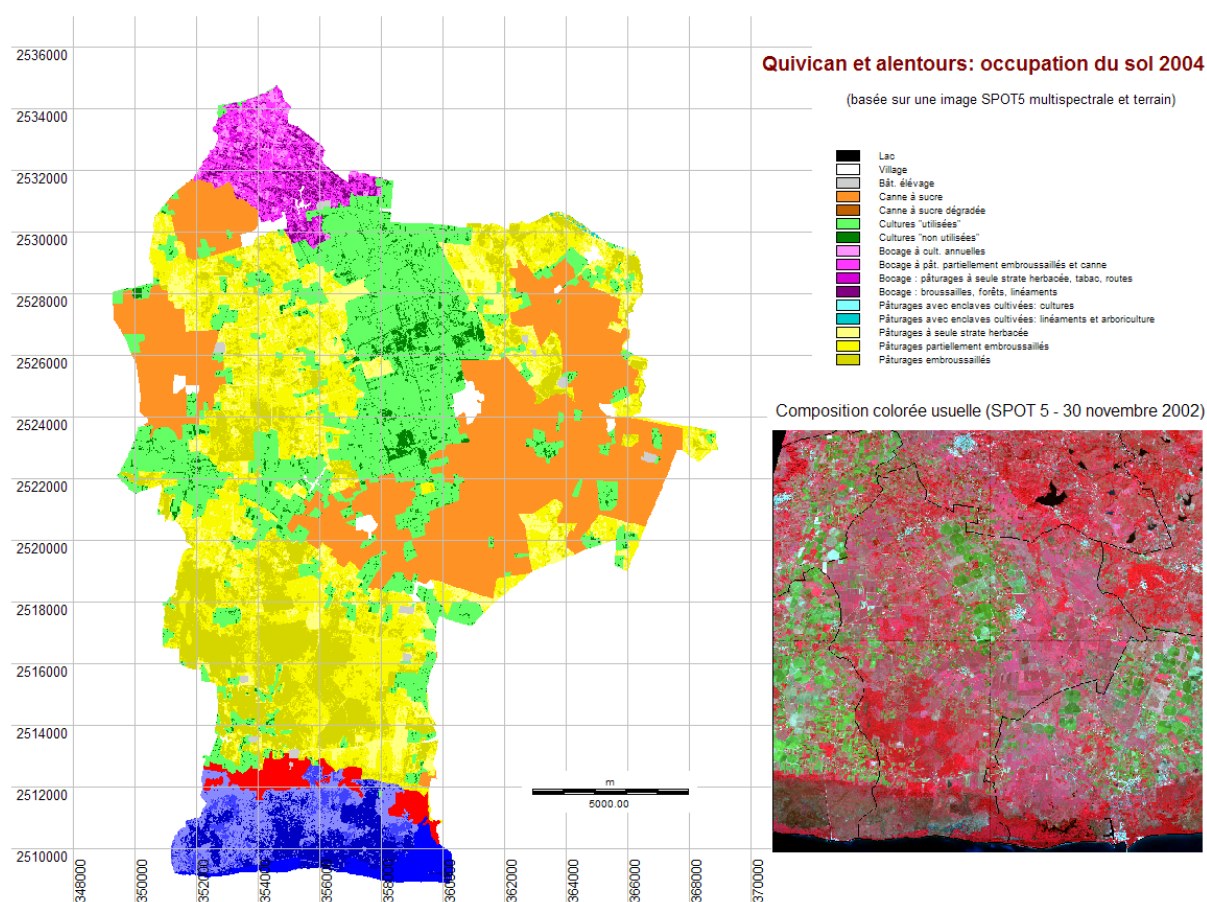 Quivican et alentours: occupation du sol 2004
(basée sur une image SPOT5 multispectrale et terrain)
Lac
Village
Bât. élévage
Canne à sucre
Canne à sucre dégradée
Cultures "utilisées"
Cultures "non utilisées"
Bocage à cult. annuelles
Bocage à pât. partiellement embroussaillés et canne
Bocage : pâturages à seule strate herbacée, tabac, routes
Bocage : broussailles, forêts, linéaments
Pâturages avec enclaves cultivées: cultures
Pâturages avec enclaves cultivées: linéaments et arboriculture
Pâturages à seule strate herbacée
Pâturages partiellement embroussaillés
Pâturages embroussaillés
Composition colorée usuelle (SPOT 5 - 30 novembre 2002)
2536000
2534000
2532000
2530000
2528000
2526000
2524000
2522000
2520000
2518000
2516000
2514000
2512000
2510000
m
5000.00
348000
350000
352000
354000
356000
358000
360000
362000
364000
366000
368000
370000